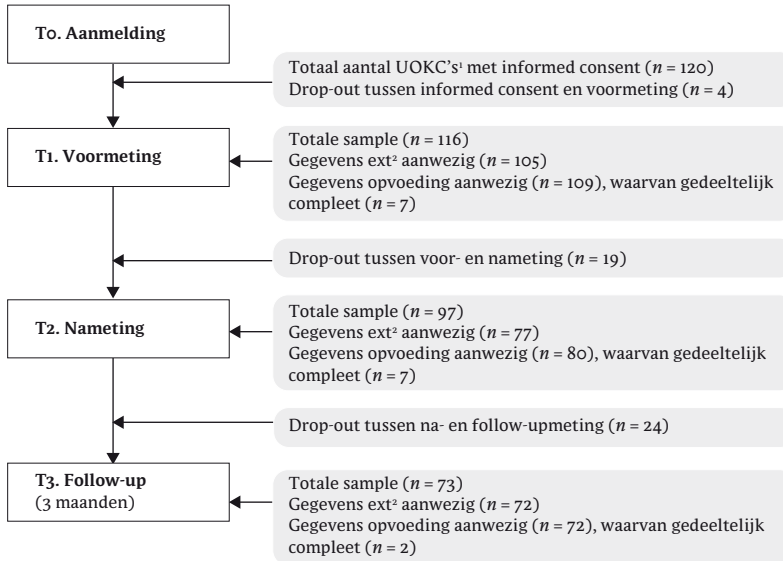 T0. Aanmelding
Totaal aantal UOKC's¹ met informed consent (n = 120)
Drop-out tussen informed consent en voormeting (n = 4)
T1. Voormeting
Totale sample (n = 116)
Gegevens ext² aanwezig (n = 105)
Gegevens opvoeding aanwezig (n = 109), waarvan gedeeltelijk
compleet (n = 7)
Drop-out tussen voor- en nameting (n = 19)
T2. Nameting
Totale sample (n = 97)
Gegevens ext² aanwezig (n = 77)
Gegevens opvoeding aanwezig (n = 80), waarvan gedeeltelijk
compleet (n = 7)
Drop-out tussen na- en follow-upmeting (n = 24)
T3. Follow-up
(3 maanden)
Totale sample (n = 73)
Gegevens ext² aanwezig (n = 72)
Gegevens opvoeding aanwezig (n = 72), waarvan gedeeltelijk
compleet (n = 2)